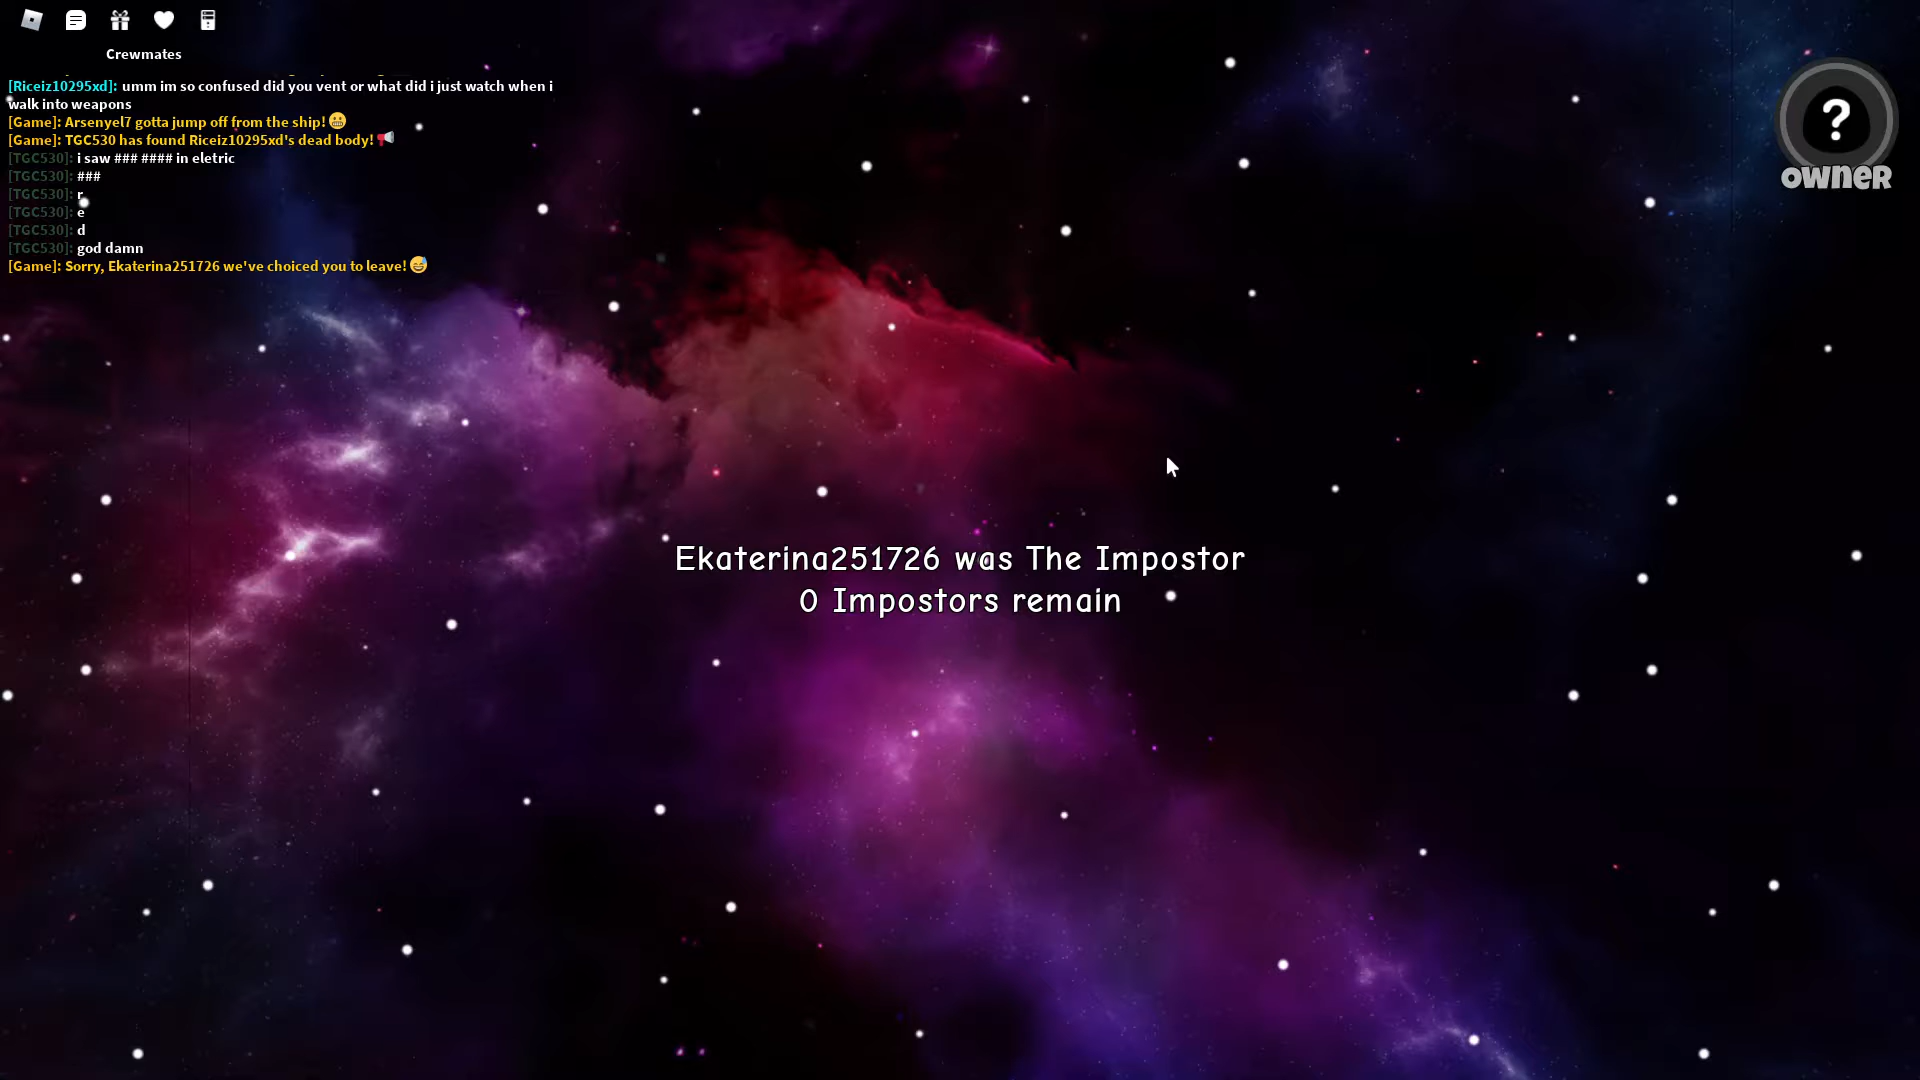 Crewmates
[Riceiz10295xd]: umm im so confused did you vent or what did i just watch when i
walk into weapons
[Game]: Arsenyel7 gotta jump off from the ship!😬
[Game]: TGC530 has found Riceiz10295xd's dead body!📢
[TGC530]: i saw ### #### in eletric
[TGC530]: ###
[TGC530]: r
[TGC530]: e
[TGC530]: d
[TGC530]: god damn
[Game]: Sorry, Ekaterina251726 we've choiced you to leave!😅
?
OWNER
Ekaterina251726 was The Impostor
0 Impostors remain